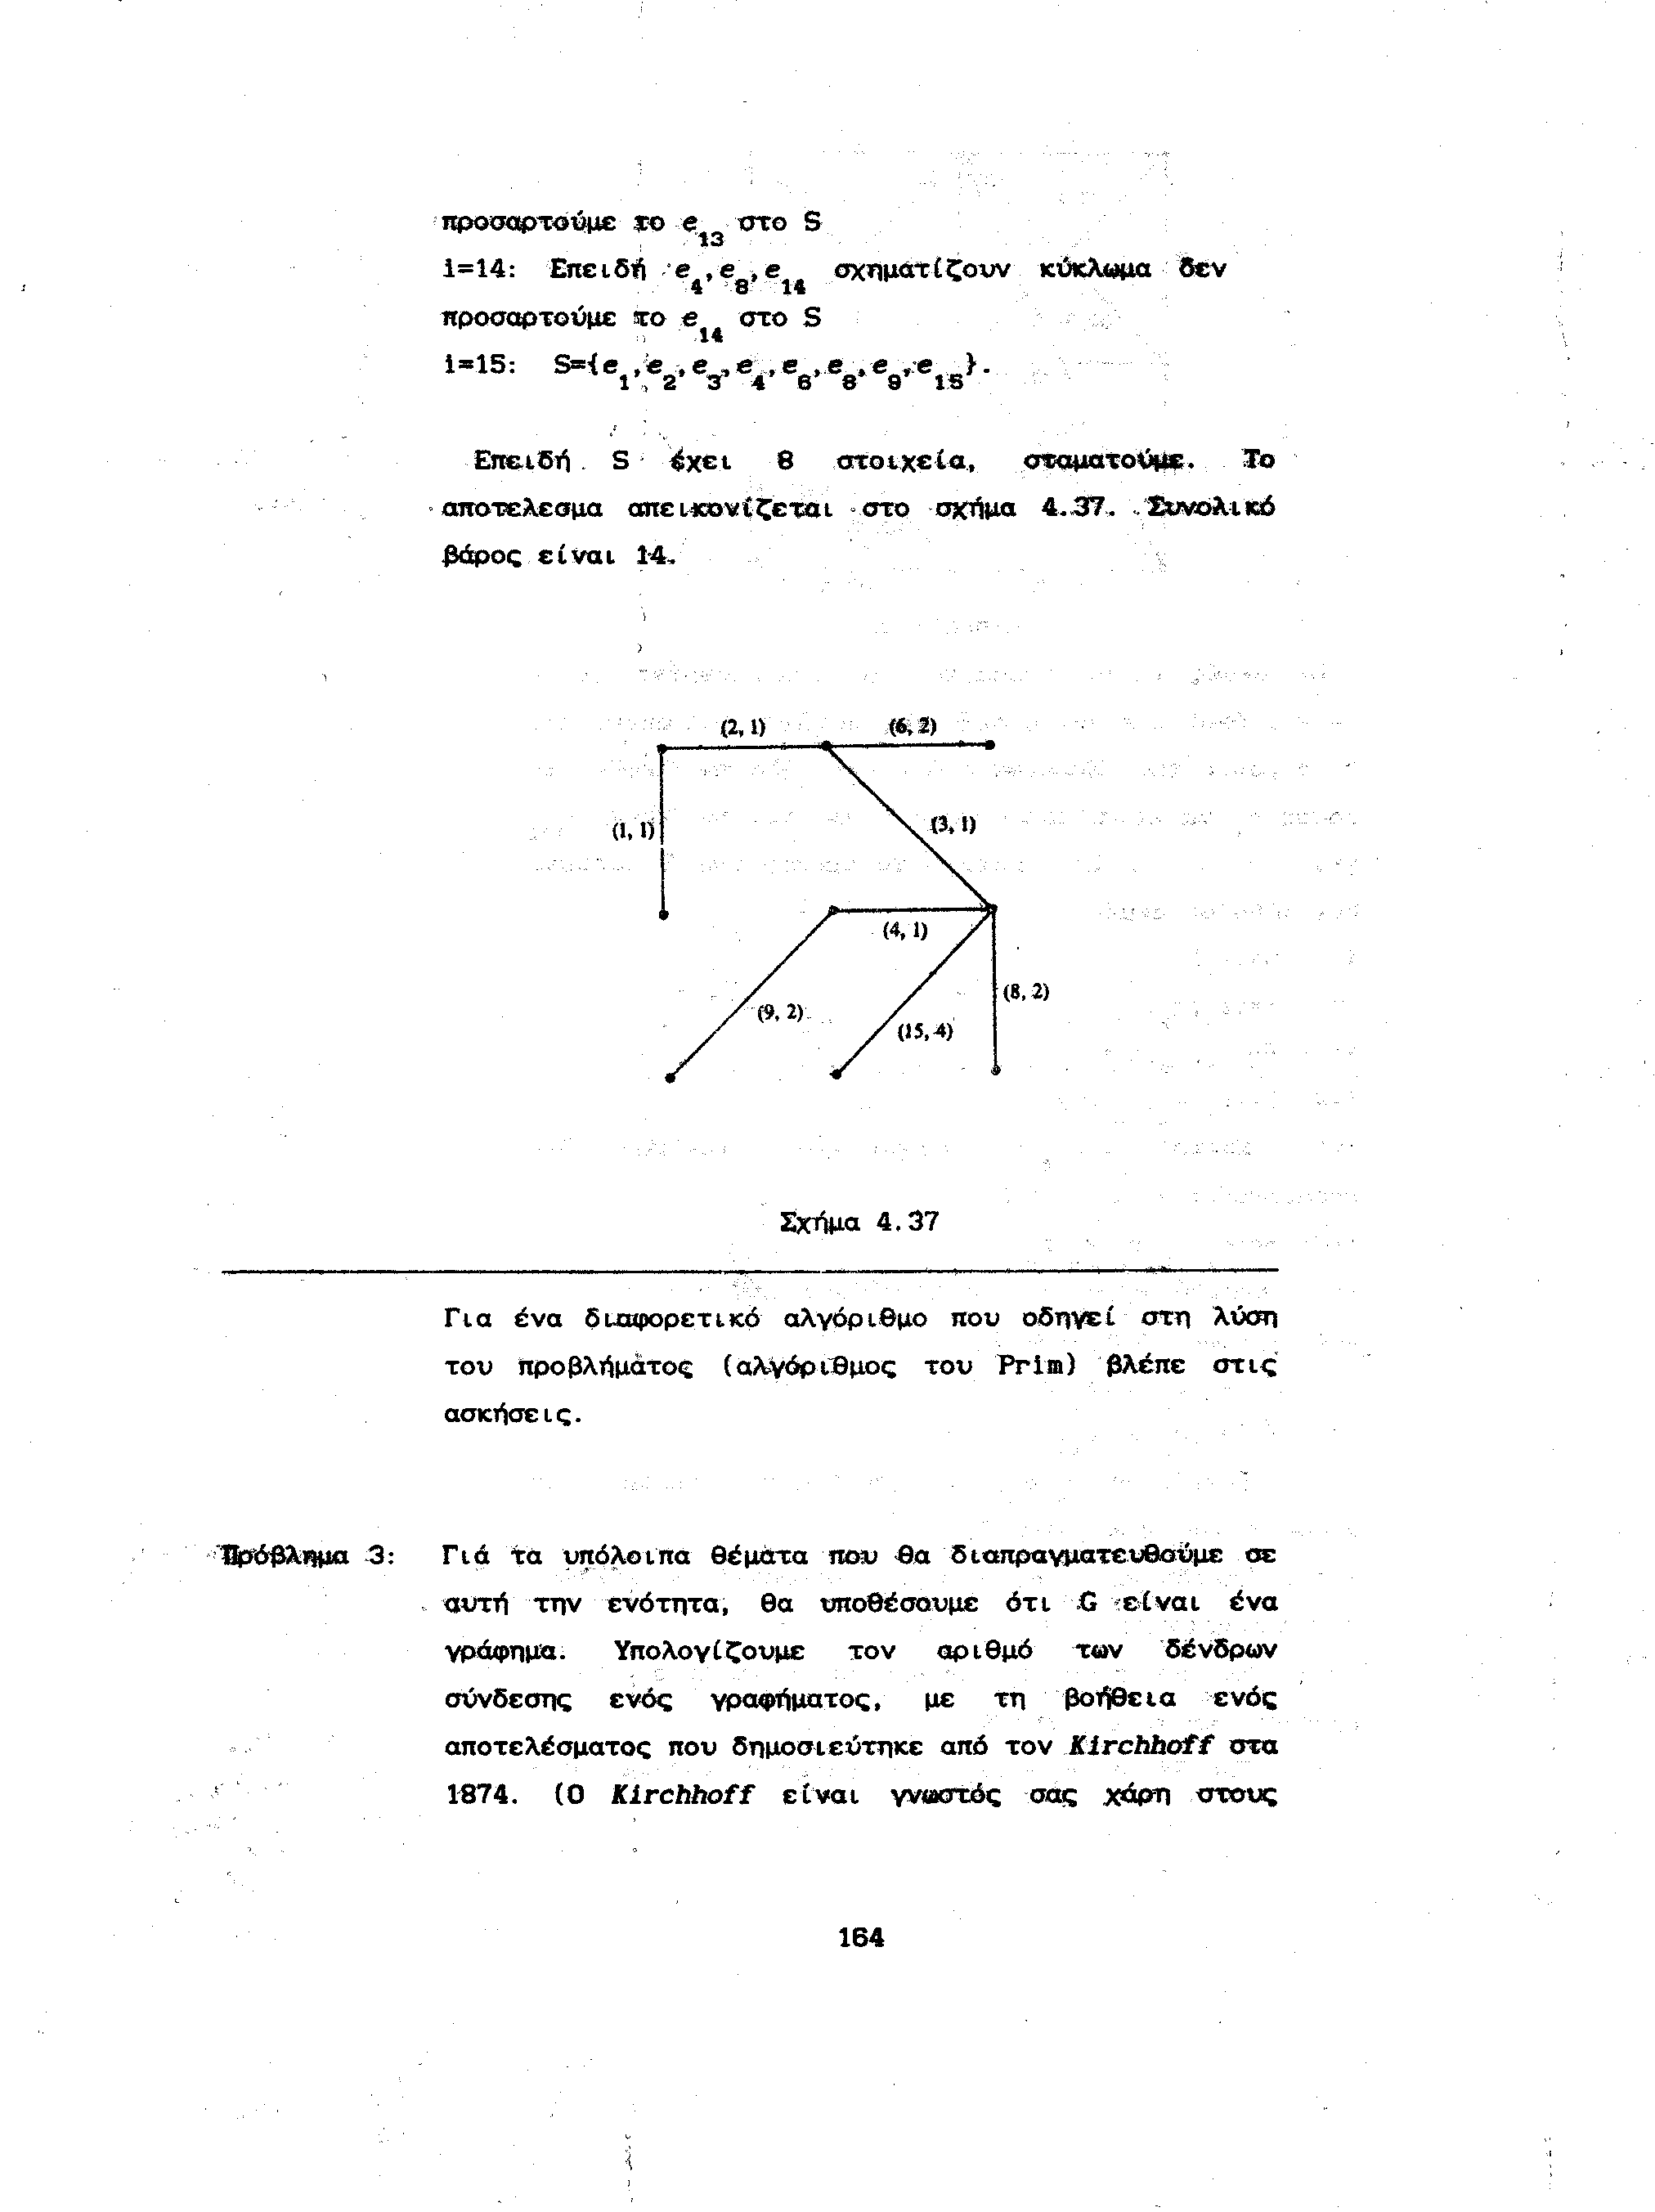 προσαρτούμε το e₁₃ στο S
i=14: Επειδή e₄,e₈,e₁₄ σχηματίζουν κύκλωμα δεν
προσαρτούμε το e₁₄ στο S
i=15: S={e₁,e₂,e₃,e₄,e₆,e₈,e₉,e₁₅}.
Επειδή S έχει 8 στοιχεία, σταματούμε. Το
αποτελεσμα απεικονίζεται στο σχήμα 4.37. Συνολικό
βάρος είναι 14.
(2, 1) (6, 2)
(1, 1) (3, 1)
(4, 1)
(8, 2)
(9, 2)
(15, 4)
Σχήμα 4.37
Για ένα διαφορετικό αλγόριθμο που οδηγεί στη λύση
του προβλήματος (αλγόριθμος του Prim) βλέπε στις
ασκήσεις.
Πρόβλημα 3: Γιά τα υπόλοιπα θέματα που θα διαπραγματευθούμε σε
αυτή την ενότητα, θα υποθέσουμε ότι G είναι ένα
γράφημα. Υπολογίζουμε τον αριθμό των δένδρων
σύνδεσης ενός γραφήματος, με τη βοήθεια ενός
αποτελέσματος που δημοσιεύτηκε από τον Kirchhoff στα
1874. (Ο Kirchhoff είναι γνωστός σας χάρη στους
164